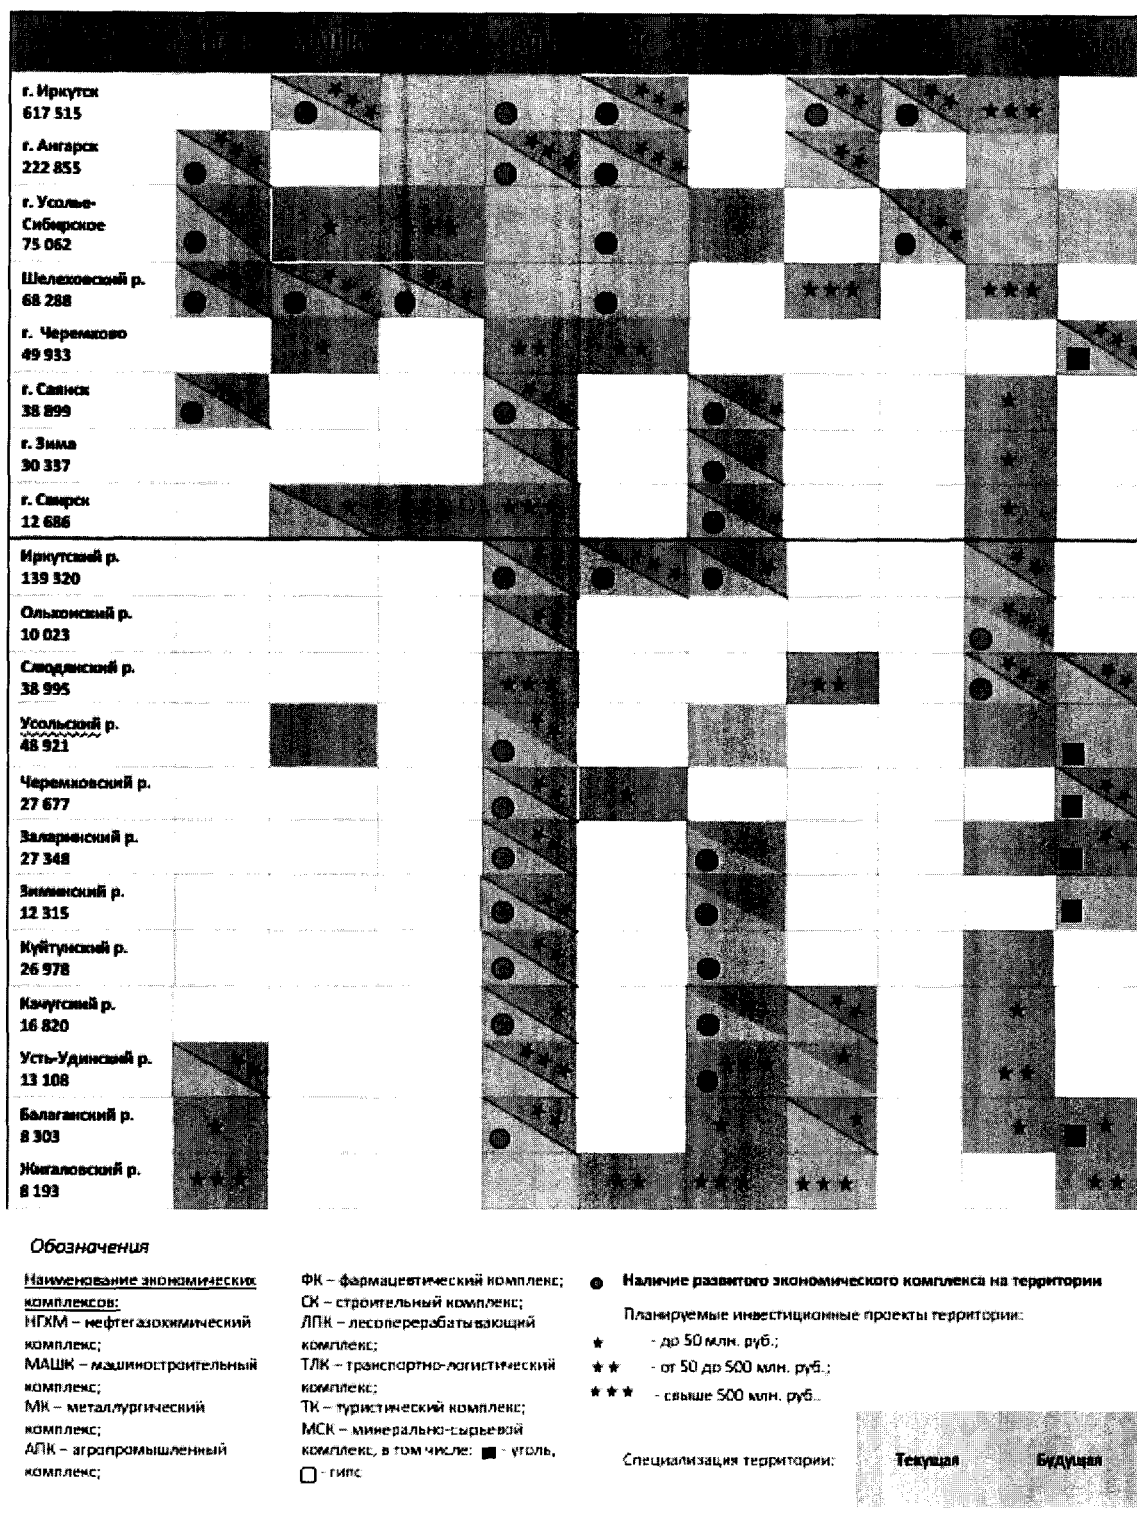 г. Иркутск
617 515
г. Ангарск
222 855
г. Усолье-
Сибирское
75 062
Шелеховский р.
68 288
г. Черемхово
49 933
г. Саянск
38 899
г. Зима
30 337
г. Свирск
12 686
Иркутский р.
139 320
Ольхонский р.
10 023
Слюдянский р.
38 995
Усольский р.
48 921
Черемховский р.
27 677
Заларинский р.
27 348
Зиминский р.
12 315
Куйтунский р.
26 978
Качугский р.
16 820
Усть-Удинский р.
13 108
Балаганский р.
8 303
Жигаловский р.
8 193
Обозначения
Наименование экономических
комплексов:
НГХМ – нефтегазохимический
комплекс;
МАШК – машиностроительный
комплекс;
МК – металлургический
комплекс;
АПК – агропромышленный
комплекс;
ФК – фармацевтический комплекс;
СК – строительный комплекс;
ЛПК – лесоперерабатывающий
комплекс;
ТЛК – транспортно-логистический
комплекс;
ТК – туристический комплекс;
МСК – минерально-сырьевой
комплекс, в том числе: - уголь,
- гипс
Наличие развитого экономического комплекса на территории
Планируемые инвестиционные проекты территории:
- до 50 млн. руб.;
- от 50 до 500 млн. руб.;
- свыше 500 млн. руб..
Специализация территории:
Текущая
Будущая